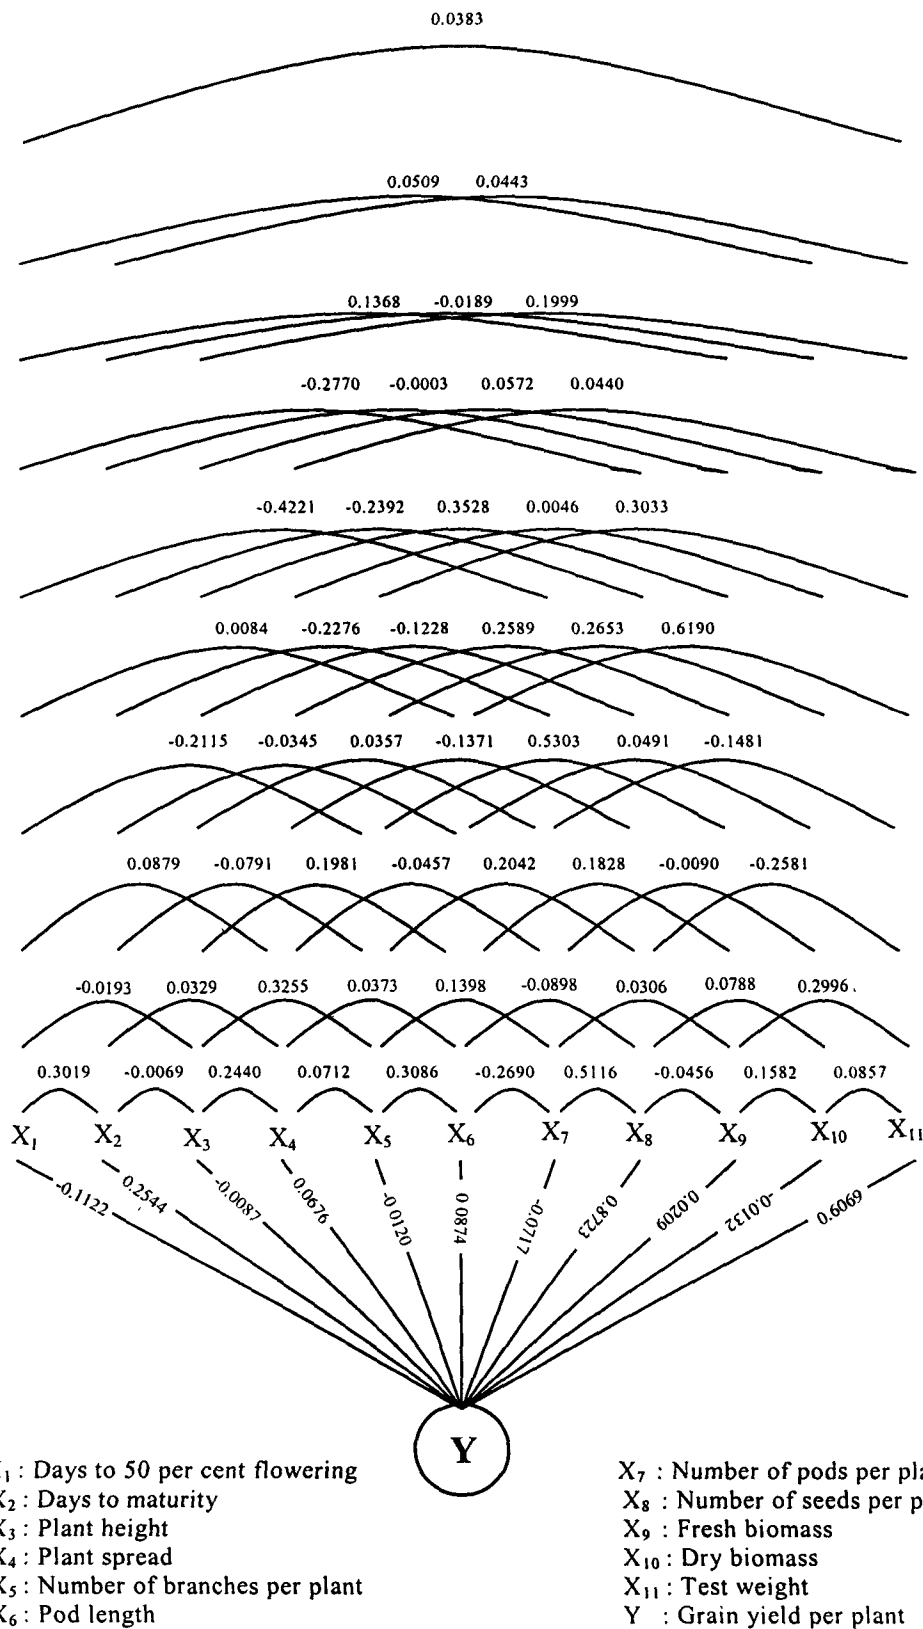 0.0383
0.0509 0.0443
0.1368 -0.0189 0.1999
-0.2770 -0.0003 0.0572 0.0440
-0.4221 -0.2392 0.3528 0.0046 0.3033
0.0084 -0.2276 -0.1228 0.2589 0.2653 0.6190
-0.2115 -0.0345 0.0357 -0.1371 0.5303 0.0491 -0.1481
0.0879 -0.0791 0.1981 -0.0457 0.2042 0.1828 -0.0090 -0.2581
-0.0193 0.0329 0.3255 0.0373 0.1398 -0.0898 0.0306 0.0788 0.2996
0.3019 -0.0069 0.2440 0.0712 0.3086 -0.2690 0.5116 -0.0456 0.1582 0.0857
X1 X2 X3 X4 X5 X6 X7 X8 X9 X10 X11
-0.1122 0.2544 -0.0087 0.0676 -0.0120 0.0874 -0.0717 0.8723 0.0209 -0.0132 0.6069
Y
X1 : Days to 50 per cent flowering
X2 : Days to maturity
X3 : Plant height
X4 : Plant spread
X5 : Number of branches per plant
X6 : Pod length
X7 : Number of pods per pla
X8 : Number of seeds per p
X9 : Fresh biomass
X10 : Dry biomass
X11 : Test weight
Y : Grain yield per plant